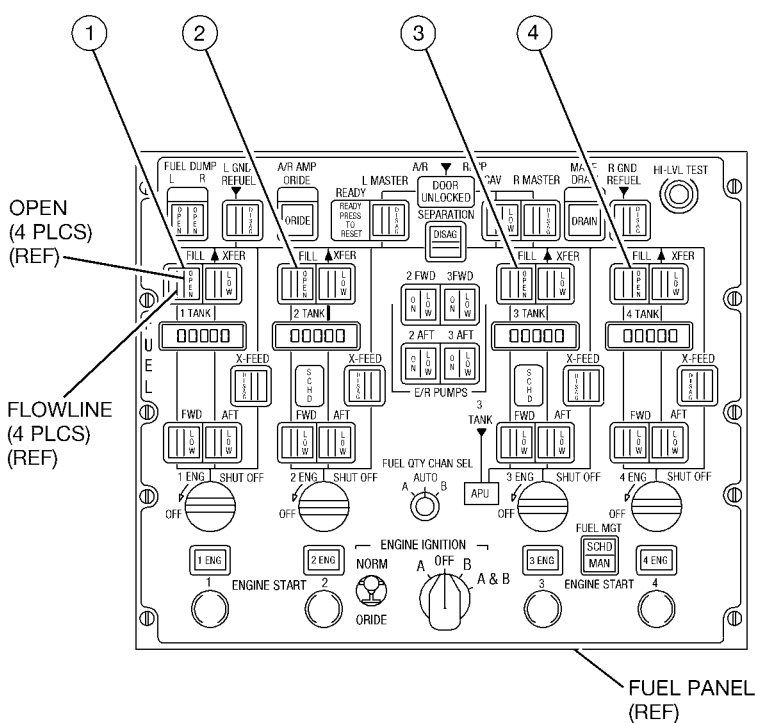 1 2 3 4
FUEL DUMP L GND A/R AMP A/R R GND HI-LVL TEST
L R REFUEL ORIDE READY L MASTER DOOR UNLOCKED R MASTER DRAIN REFUEL
OPEN OPEN DISAG ORIDE READY PRESS TO RESET DISAG SEPARATION DISAG LOW DISAG DRAIN DISAG
OPEN
(4 PLCS)
(REF)
FILL XFER FILL XFER FILL XFER FILL XFER
OPEN LOW OPEN LOW 2 FWD 3FWD OPEN LOW OPEN LOW
ON LOW ON LOW
1 TANK 2 TANK 3 TANK 4 TANK
00000 00000 2 AFT 3 AFT 00000 00000
ON LOW ON LOW
FUEL
X-FEED X-FEED X-FEED X-FEED
DISAG SCHD DISAG E/R PUMPS SCHD DISAG DISAG
FLOWLINE
(4 PLCS)
(REF)
3
TANK
FWD AFT FWD AFT FWD AFT FWD AFT
LOW LOW LOW LOW LOW LOW LOW LOW
1 ENG SHUT OFF 2 ENG SHUT OFF FUEL QTY CHAN SEL 3 ENG SHUT OFF 4 ENG SHUT OFF
AUTO
A B
APU
OFF OFF OFF OFF
FUEL MGT
SCHD
MAN
ENGINE IGNITION
1 ENG 2 ENG NORM A OFF B A & B 3 ENG 4 ENG
1 ENGINE START 2 3 ENGINE START 4
ORIDE
FUEL PANEL
(REF)